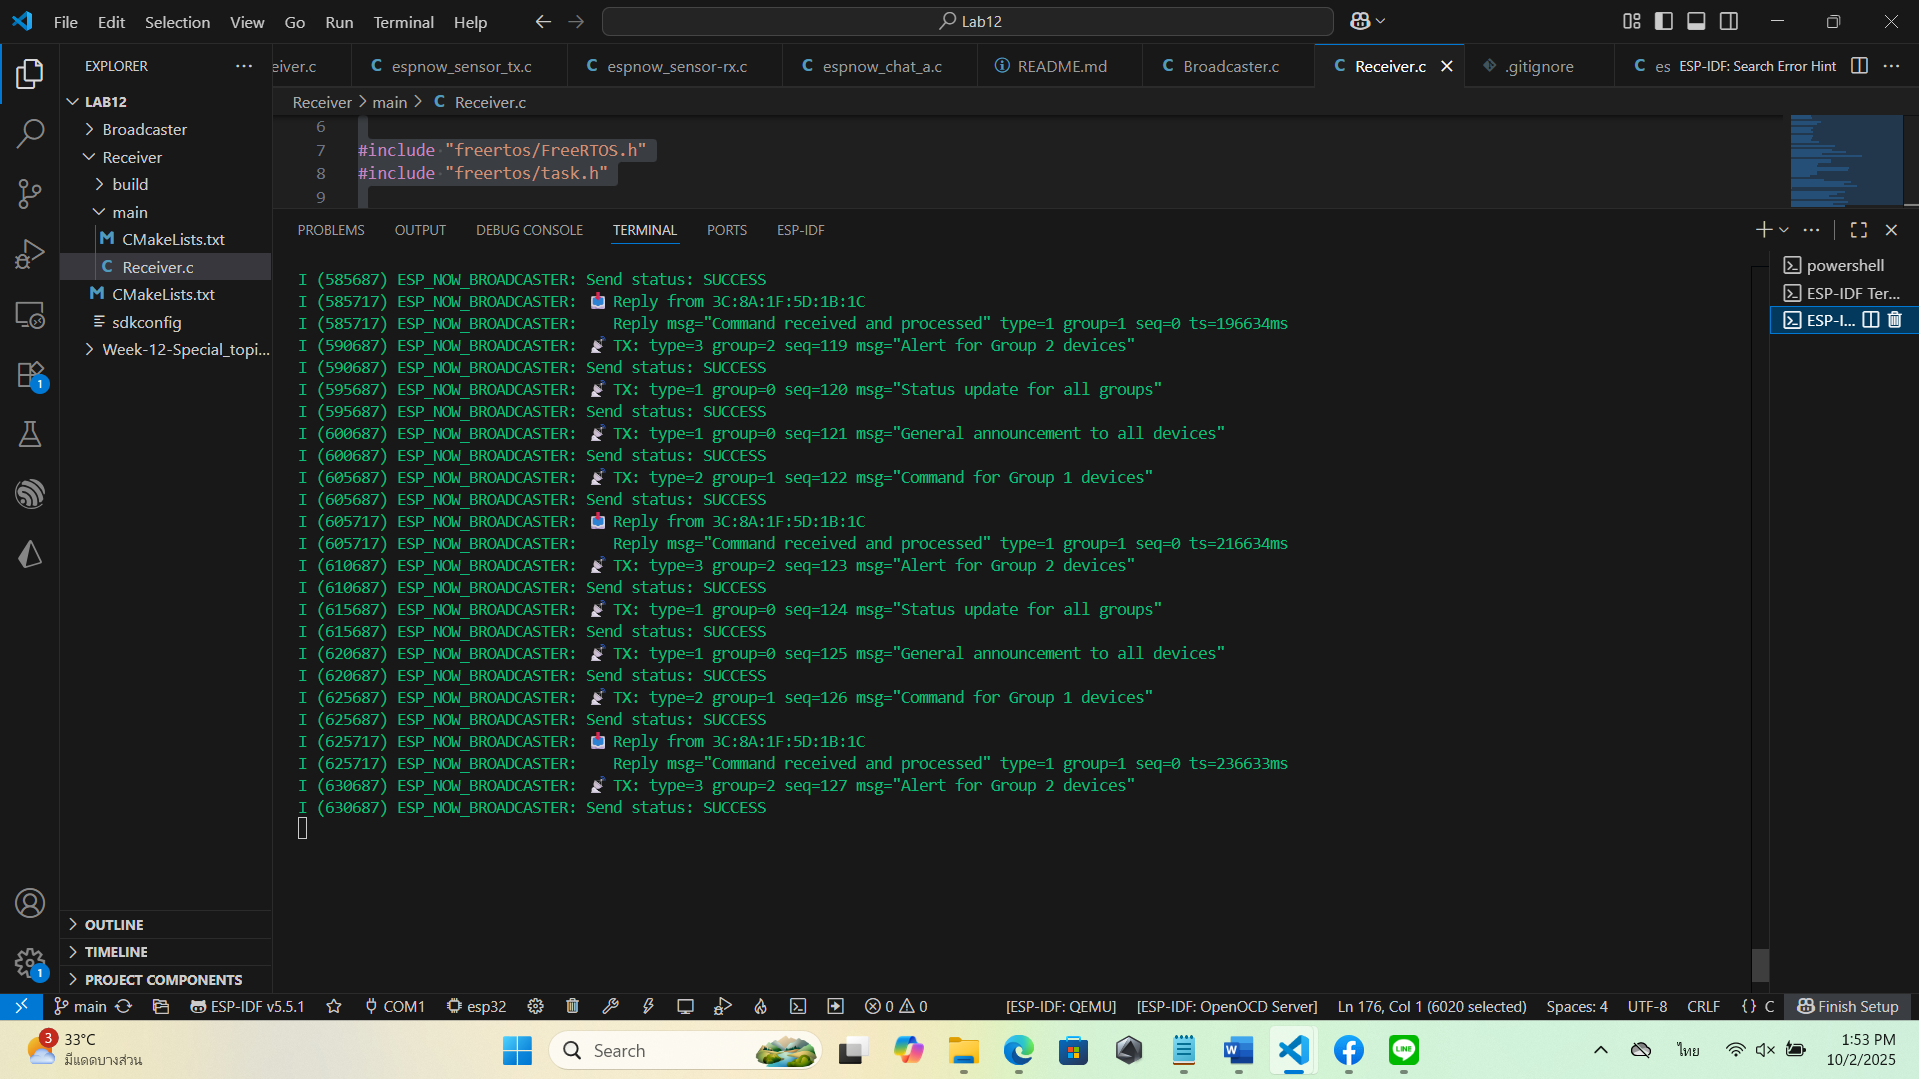 File Edit Selection View Go Run Terminal Help
Lab12
EXPLORER
eiver.c
espnow_sensor_tx.c
espnow_sensor-rx.c
espnow_chat_a.c
README.md
Broadcaster.c
Receiver.c
.gitignore
es
ESP-IDF: Search Error Hint
LAB12
Broadcaster
Receiver
build
main
CMakeLists.txt
Receiver.c
CMakeLists.txt
sdkconfig
Week-12-Special_topi...
OUTLINE
TIMELINE
PROJECT COMPONENTS
Receiver > main > C Receiver.c
6
7 #include "freertos/FreeRTOS.h"
8 #include "freertos/task.h"
9
PROBLEMS OUTPUT DEBUG CONSOLE TERMINAL PORTS ESP-IDF
I (585687) ESP_NOW_BROADCASTER: Send status: SUCCESS
I (585717) ESP_NOW_BROADCASTER: 📥 Reply from 3C:8A:1F:5D:1B:1C
I (585717) ESP_NOW_BROADCASTER:    Reply msg="Command received and processed" type=1 group=1 seq=0 ts=196634ms
I (590687) ESP_NOW_BROADCASTER: 📡 TX: type=3 group=2 seq=119 msg="Alert for Group 2 devices"
I (590687) ESP_NOW_BROADCASTER: Send status: SUCCESS
I (595687) ESP_NOW_BROADCASTER: 📡 TX: type=1 group=0 seq=120 msg="Status update for all groups"
I (595687) ESP_NOW_BROADCASTER: Send status: SUCCESS
I (600687) ESP_NOW_BROADCASTER: 📡 TX: type=1 group=0 seq=121 msg="General announcement to all devices"
I (600687) ESP_NOW_BROADCASTER: Send status: SUCCESS
I (605687) ESP_NOW_BROADCASTER: 📡 TX: type=2 group=1 seq=122 msg="Command for Group 1 devices"
I (605687) ESP_NOW_BROADCASTER: Send status: SUCCESS
I (605717) ESP_NOW_BROADCASTER: 📥 Reply from 3C:8A:1F:5D:1B:1C
I (605717) ESP_NOW_BROADCASTER:    Reply msg="Command received and processed" type=1 group=1 seq=0 ts=216634ms
I (610687) ESP_NOW_BROADCASTER: 📡 TX: type=3 group=2 seq=123 msg="Alert for Group 2 devices"
I (610687) ESP_NOW_BROADCASTER: Send status: SUCCESS
I (615687) ESP_NOW_BROADCASTER: 📡 TX: type=1 group=0 seq=124 msg="Status update for all groups"
I (615687) ESP_NOW_BROADCASTER: Send status: SUCCESS
I (620687) ESP_NOW_BROADCASTER: 📡 TX: type=1 group=0 seq=125 msg="General announcement to all devices"
I (620687) ESP_NOW_BROADCASTER: Send status: SUCCESS
I (625687) ESP_NOW_BROADCASTER: 📡 TX: type=2 group=1 seq=126 msg="Command for Group 1 devices"
I (625687) ESP_NOW_BROADCASTER: Send status: SUCCESS
I (625717) ESP_NOW_BROADCASTER: 📥 Reply from 3C:8A:1F:5D:1B:1C
I (625717) ESP_NOW_BROADCASTER:    Reply msg="Command received and processed" type=1 group=1 seq=0 ts=236633ms
I (630687) ESP_NOW_BROADCASTER: 📡 TX: type=3 group=2 seq=127 msg="Alert for Group 2 devices"
I (630687) ESP_NOW_BROADCASTER: Send status: SUCCESS
powershell
ESP-IDF Ter...
ESP-I...
main ESP-IDF v5.5.1 COM1 esp32 0 0 [ESP-IDF: QEMU] [ESP-IDF: OpenOCD Server] Ln 176, Col 1 (6020 selected) Spaces: 4 UTF-8 CRLF {} C Finish Setup
3
33°C
มีแดดบางส่วน
Search
ไทย
1:53 PM
10/2/2025